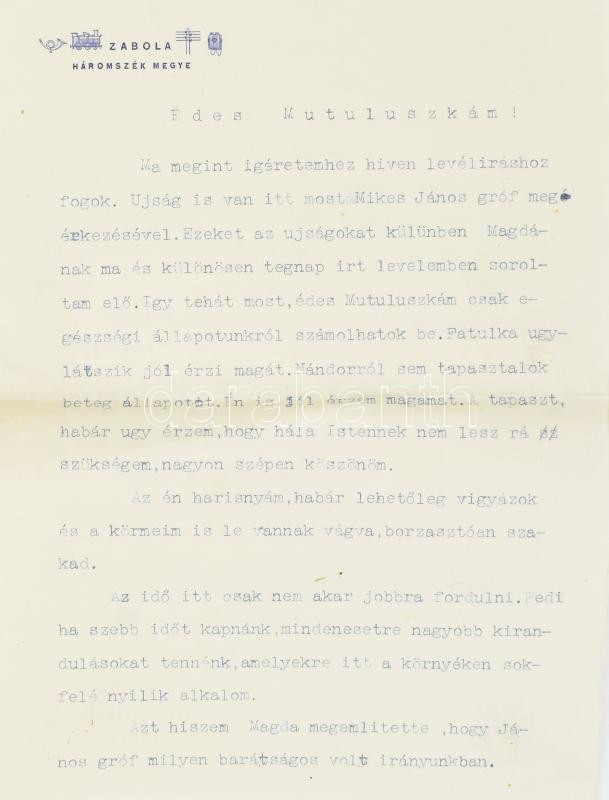 ZABOLA
HÁROMSZÉK MEGYE
Édes Mutuluszkám!
Ma megint igéretemhez hiven levéliráshoz
fogok. Ujság is van itt most Mikes János gróf meg
érkezésével.Ezeket az ujságokat különben Magdá-
nak ma és különösen tegnap irt levelemben sorol-
tam elő.Igy tehát most,édes Mutuluszkám csak e-
gészségi állapotunkról számolhatok be.Fatulka ugy-
látszik jól érzi magát.Nándorról sem tapasztalok
beteg állapotot.Én is jól érzem magamat.A tapaszt,
habár ugy érzem,hogy hála Istennek nem lesz rá
szükségem,nagyon szépen köszönöm.
Az én harisnyám,habár lehetőleg vigyázok
és a körmeim is le vannak vágva,borzasztóan sza-
kad.
Az idő itt csak nem akar jobbra fordulni.Pedi
ha szebb időt kapnánk,mindenesetre nagyobb kiran-
dulásokat tennénk,amelyekre itt a környéken sok-
felé nyilik alkalom.
Azt hiszem Magda megemlitette ,hogy Já-
nos gróf milyen barátságos volt irányunkban.
darabanth